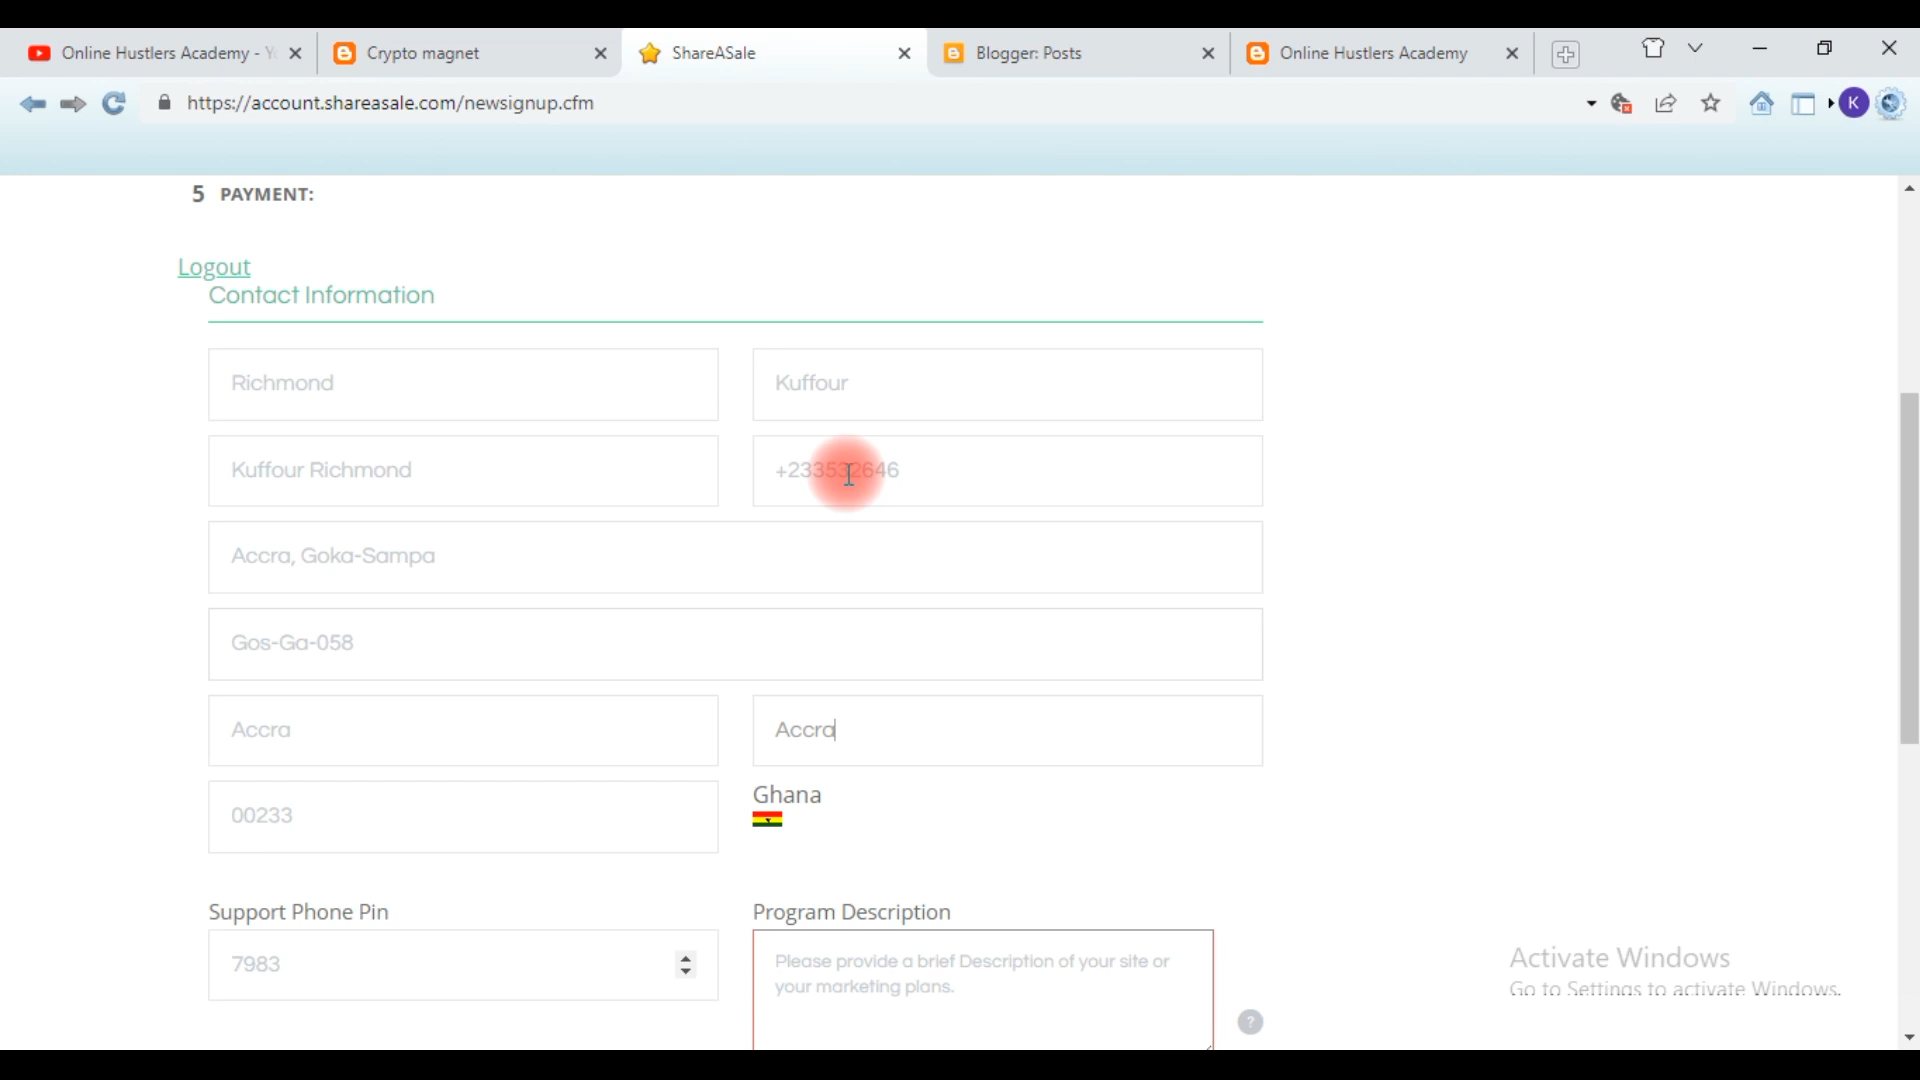 Online Hustlers Academy - Y
Crypto magnet
ShareASale
Blogger: Posts
Online Hustlers Academy
https://account.shareasale.com/newsignup.cfm
K
5 PAYMENT:
Logout
Contact Information
Richmond
Kuffour
Kuffour Richmond
+233532646
Accra, Goka-Sampa
Gos-Ga-058
Accra
Accra
00233
Ghana
Support Phone Pin
Program Description
7983
Please provide a brief Description of your site or
your marketing plans.
?
Activate Windows
Go to Settings to activate Windows.